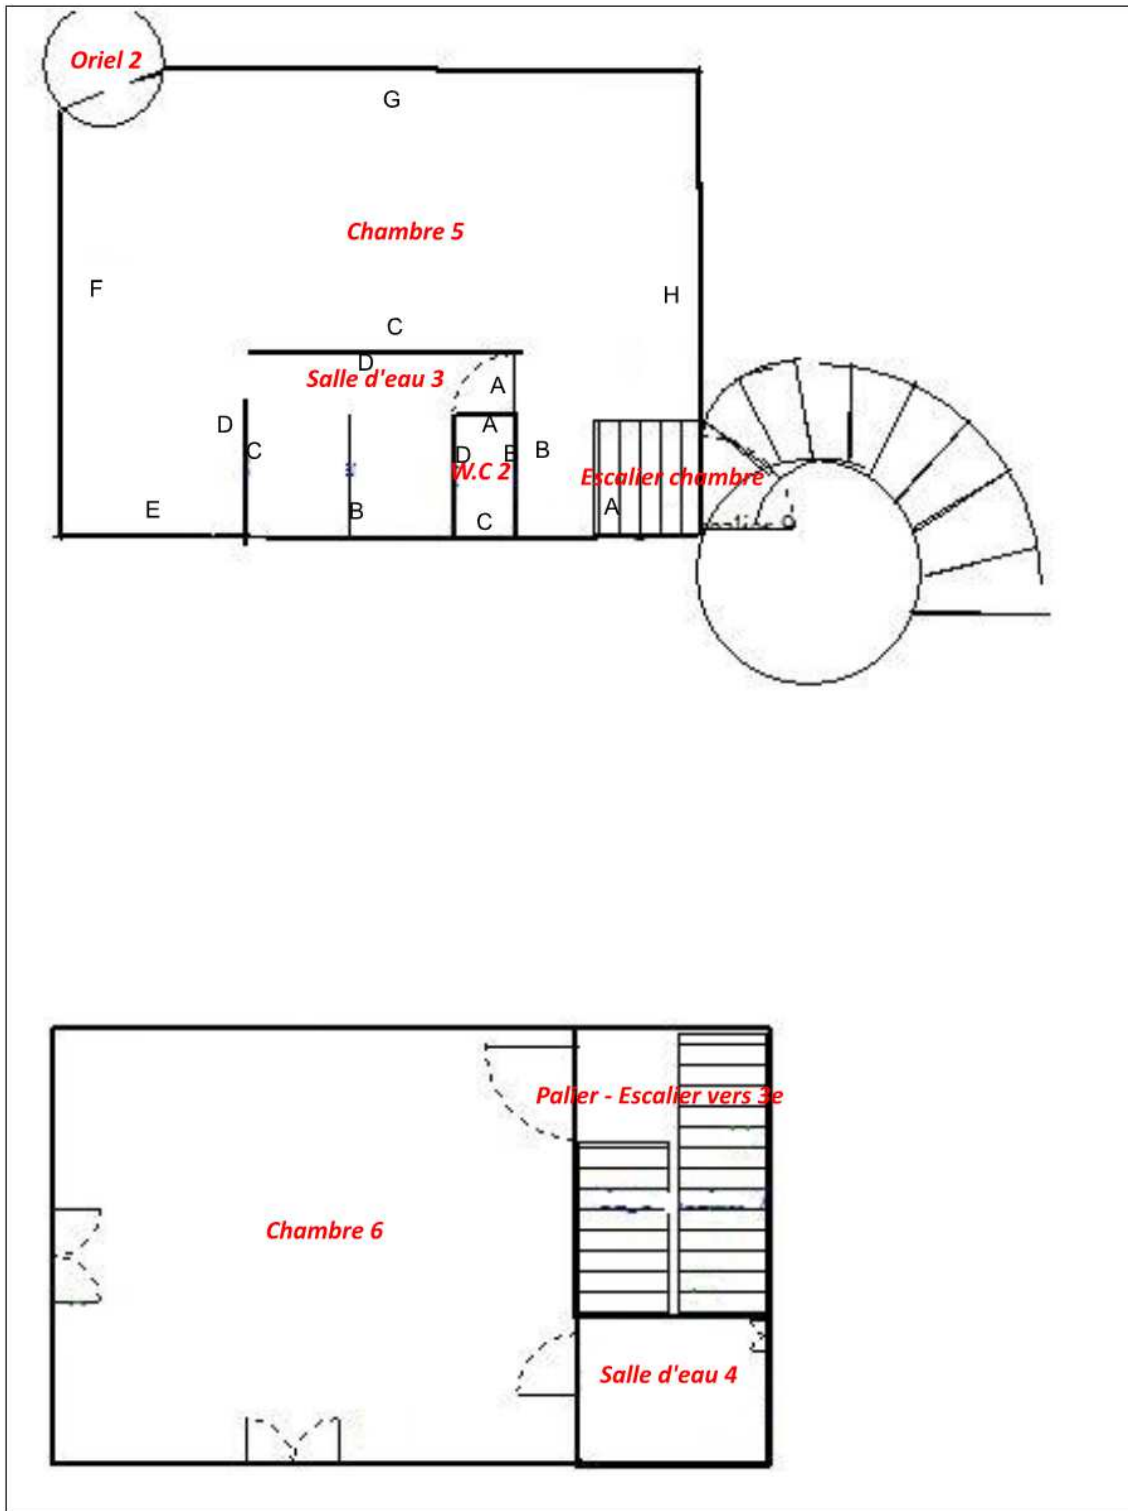 Oriel 2
G
Chambre 5
F
H
C
D
Salle d'eau 3
A
D
A
C
D
E
B
W.C 2
Escalier chambre
E
B
C
A
Palier - Escalier vers 3e
Chambre 6
Salle d'eau 4